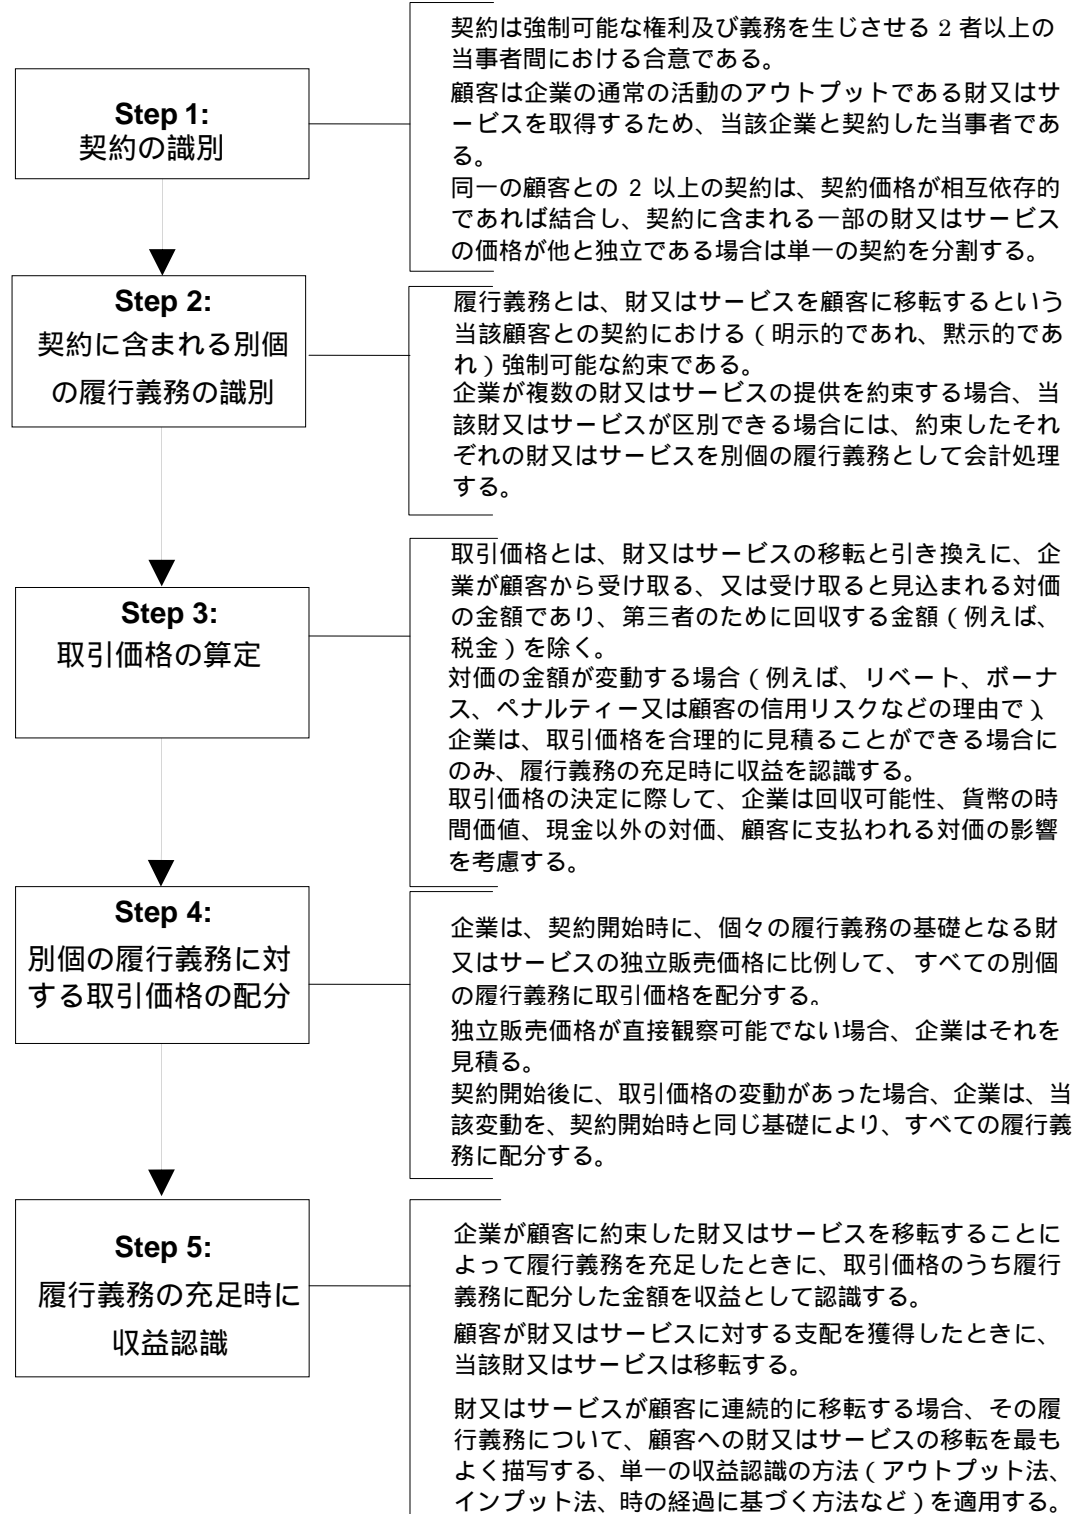 Step 1:
契約の識別
契約は強制可能な権利及び義務を生じさせる 2 者以上の
当事者間における合意である。
顧客は企業の通常の活動のアウトプットである財又はサ
ービスを取得するため、当該企業と契約した当事者であ
る。
同一の顧客との 2 以上の契約は、契約価格が相互依存的
であれば結合し、契約に含まれる一部の財又はサービス
の価格が他と独立である場合は単一の契約を分割する。
Step 2:
契約に含まれる別個
の履行義務の識別
履行義務とは、財又はサービスを顧客に移転するという
当該顧客との契約における（明示的であれ、黙示的であ
れ）強制可能な約束である。
企業が複数の財又はサービスの提供を約束する場合、当
該財又はサービスが区別できる場合には、約束したそれ
ぞれの財又はサービスを別個の履行義務として会計処理
する。
Step 3:
取引価格の算定
取引価格とは、財又はサービスの移転と引き換えに、企
業が顧客から受け取る、又は受け取ると見込まれる対価
の金額であり、第三者のために回収する金額（例えば、
税金）を除く。
対価の金額が変動する場合（例えば、リベート、ボーナ
ス、ペナルティー又は顧客の信用リスクなどの理由で）、
企業は、取引価格を合理的に見積ることができる場合に
のみ、履行義務の充足時に収益を認識する。
取引価格の決定に際して、企業は回収可能性、貨幣の時
間価値、現金以外の対価、顧客に支払われる対価の影響
を考慮する。
Step 4:
別個の履行義務に対
する取引価格の配分
企業は、契約開始時に、個々の履行義務の基礎となる財
又はサービスの独立販売価格に比例して、すべての別個
の履行義務に取引価格を配分する。
独立販売価格が直接観察可能でない場合、企業はそれを
見積る。
契約開始後に、取引価格の変動があった場合、企業は、当
該変動を、契約開始時と同じ基礎により、すべての履行義
務に配分する。
Step 5:
履行義務の充足時に
収益認識
企業が顧客に約束した財又はサービスを移転することに
よって履行義務を充足したときに、取引価格のうち履行
義務に配分した金額を収益として認識する。
顧客が財又はサービスに対する支配を獲得したときに、
当該財又はサービスは移転する。
財又はサービスが顧客に連続的に移転する場合、その履
行義務について、顧客への財又はサービスの移転を最も
よく描写する、単一の収益認識の方法（アウトプット法、
インプット法、時の経過に基づく方法など）を適用する。